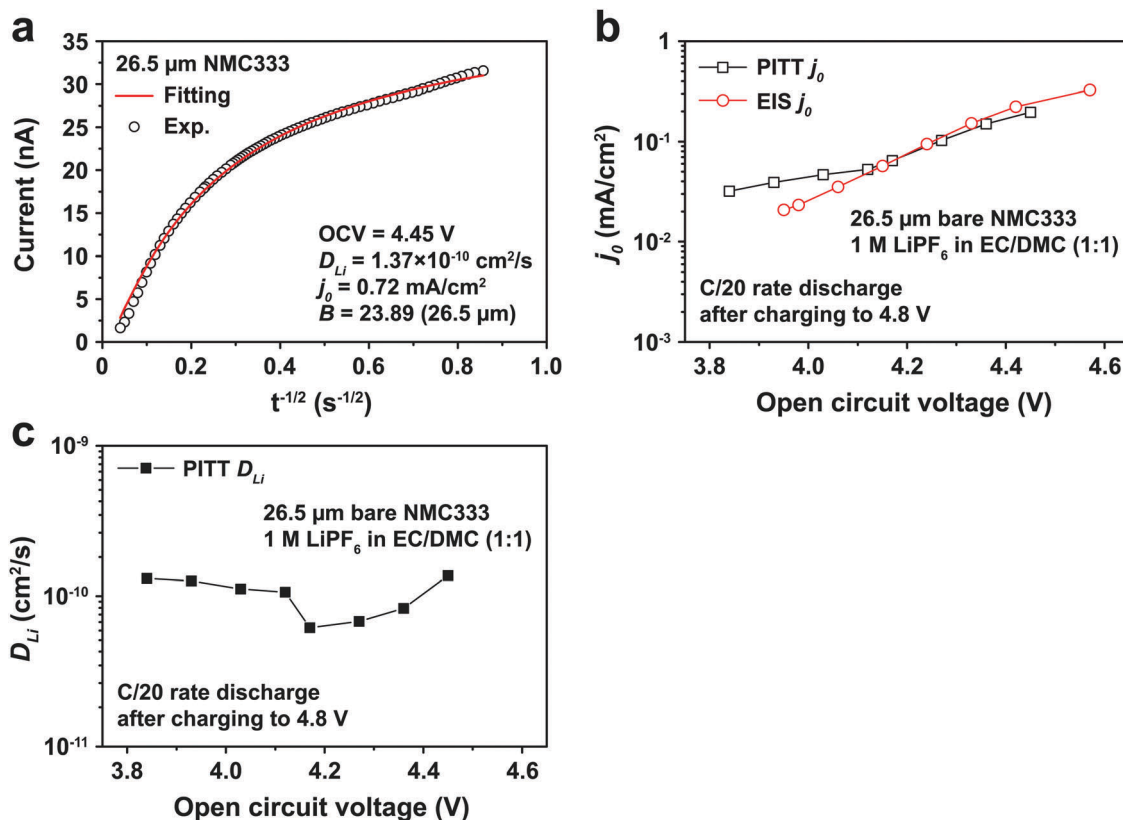 a
35
30
25
20
15
10
5
0
Current (nA)
26.5 µm NMC333
Fitting
Exp.
OCV = 4.45 V
D_Li = 1.37×10⁻¹⁰ cm²/s
j₀ = 0.72 mA/cm²
B = 23.89 (26.5 µm)
0.0 0.2 0.4 0.6 0.8 1.0
t⁻¹/² (s⁻¹/²)
b
1
10⁻¹
10⁻²
10⁻³
j₀ (mA/cm²)
PITT j₀
EIS j₀
26.5 µm bare NMC333
1 M LiPF₆ in EC/DMC (1:1)
C/20 rate discharge
after charging to 4.8 V
3.8 4.0 4.2 4.4 4.6
Open circuit voltage (V)
c
10⁻⁹
10⁻¹⁰
10⁻¹¹
D_Li (cm²/s)
PITT D_Li
26.5 µm bare NMC333
1 M LiPF₆ in EC/DMC (1:1)
C/20 rate discharge
after charging to 4.8 V
3.8 4.0 4.2 4.4 4.6
Open circuit voltage (V)